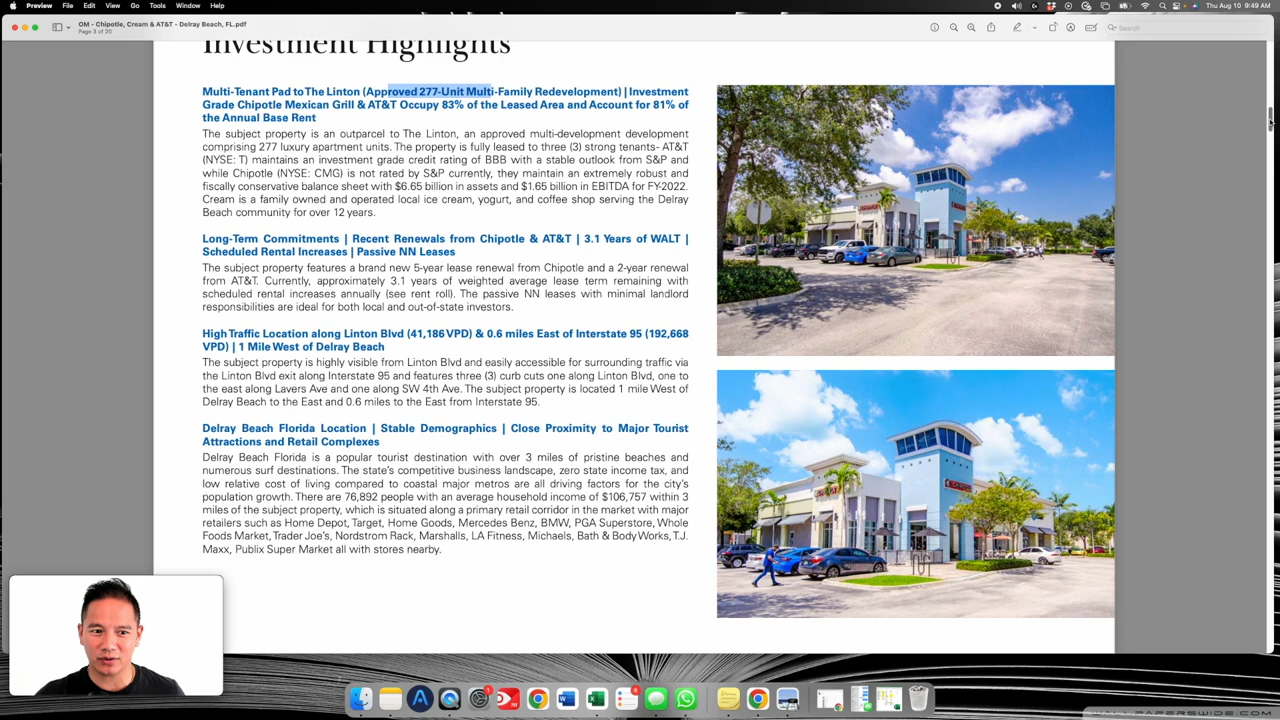 Preview File Edit View Go Tools Window Help
Thu Aug 10 9:49 AM
OM - Chipotle, Cream & AT&T - Delray Beach, FL.pdf
Page 3 of 20
Search
Investment Highlights
Multi-Tenant Pad to The Linton (Approved 277-Unit Multi-Family Redevelopment) | Investment
Grade Chipotle Mexican Grill & AT&T Occupy 83% of the Leased Area and Account for 81% of
the Annual Base Rent
The subject property is an outparcel to The Linton, an approved multi-development development
comprising 277 luxury apartment units. The property is fully leased to three (3) strong tenants- AT&T
(NYSE: T) maintains an investment grade credit rating of BBB with a stable outlook from S&P and
while Chipotle (NYSE: CMG) is not rated by S&P currently, they maintain an extremely robust and
fiscally conservative balance sheet with $6.65 billion in assets and $1.65 billion in EBITDA for FY-2022.
Cream is a family owned and operated local ice cream, yogurt, and coffee shop serving the Delray
Beach community for over 12 years.
Long-Term Commitments | Recent Renewals from Chipotle & AT&T | 3.1 Years of WALT |
Scheduled Rental Increases | Passive NN Leases
The subject property features a brand new 5-year lease renewal from Chipotle and a 2-year renewal
from AT&T. Currently, approximately 3.1 years of weighted average lease term remaining with
scheduled rental increases annually (see rent roll). The passive NN leases with minimal landlord
responsibilities are ideal for both local and out-of-state investors.
High Traffic Location along Linton Blvd (41,186 VPD) & 0.6 miles East of Interstate 95 (192,668
VPD) | 1 Mile West of Delray Beach
The subject property is highly visible from Linton Blvd and easily accessible for surrounding traffic via
the Linton Blvd exit along Interstate 95 and features three (3) curb cuts one along Linton Blvd, one to
the east along Lavers Ave and one along SW 4th Ave. The subject property is located 1 mile West of
Delray Beach to the East and 0.6 miles to the East from Interstate 95.
Delray Beach Florida Location | Stable Demographics | Close Proximity to Major Tourist
Attractions and Retail Complexes
Delray Beach Florida is a popular tourist destination with over 3 miles of pristine beaches and
numerous surf destinations. The state's competitive business landscape, zero state income tax, and
low relative cost of living compared to coastal major metros are all driving factors for the city's
population growth. There are 76,892 people with an average household income of $106,757 within 3
miles of the subject property, which is situated along a primary retail corridor in the market with major
retailers such as Home Depot, Target, Home Goods, Mercedes Benz, BMW, PGA Superstore, Whole
Foods Market, Trader Joe's, Nordstrom Rack, Marshalls, LA Fitness, Michaels, Bath & Body Works, T.J.
Maxx, Publix Super Market all with stores nearby.